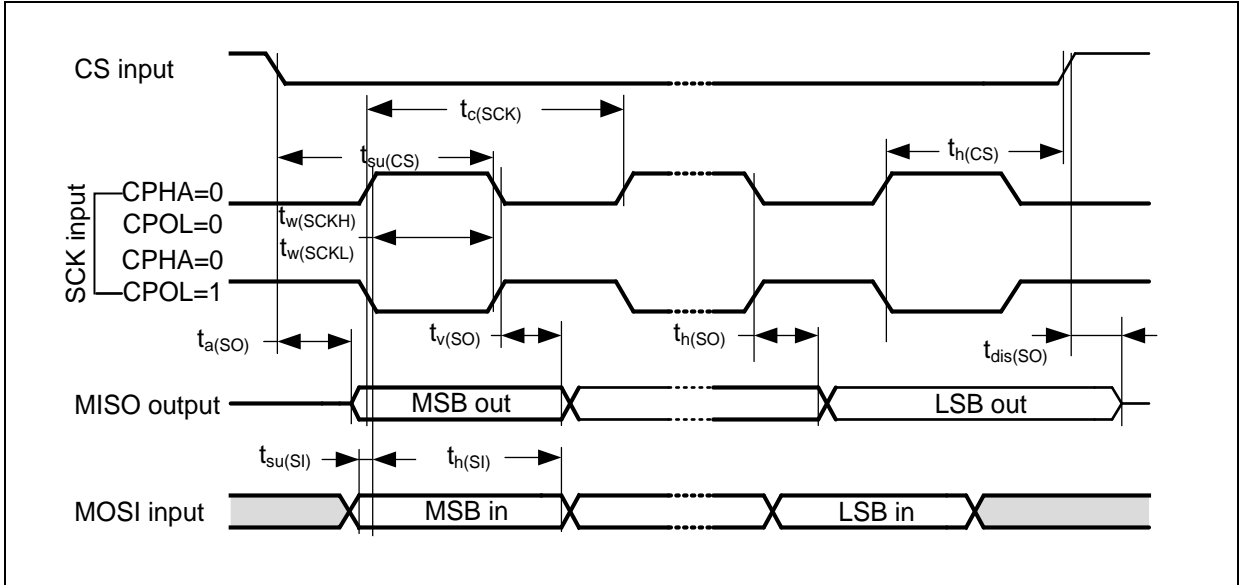 CS input
tc(SCK)
tsu(CS)
th(CS)
SCK input
CPHA=0
CPOL=0
CPHA=0
CPOL=1
tw(SCKH)
tw(SCKL)
ta(SO)
tv(SO)
th(SO)
tdis(SO)
MISO output
MSB out
LSB out
tsu(SI)
th(SI)
MOSI input
MSB in
LSB in